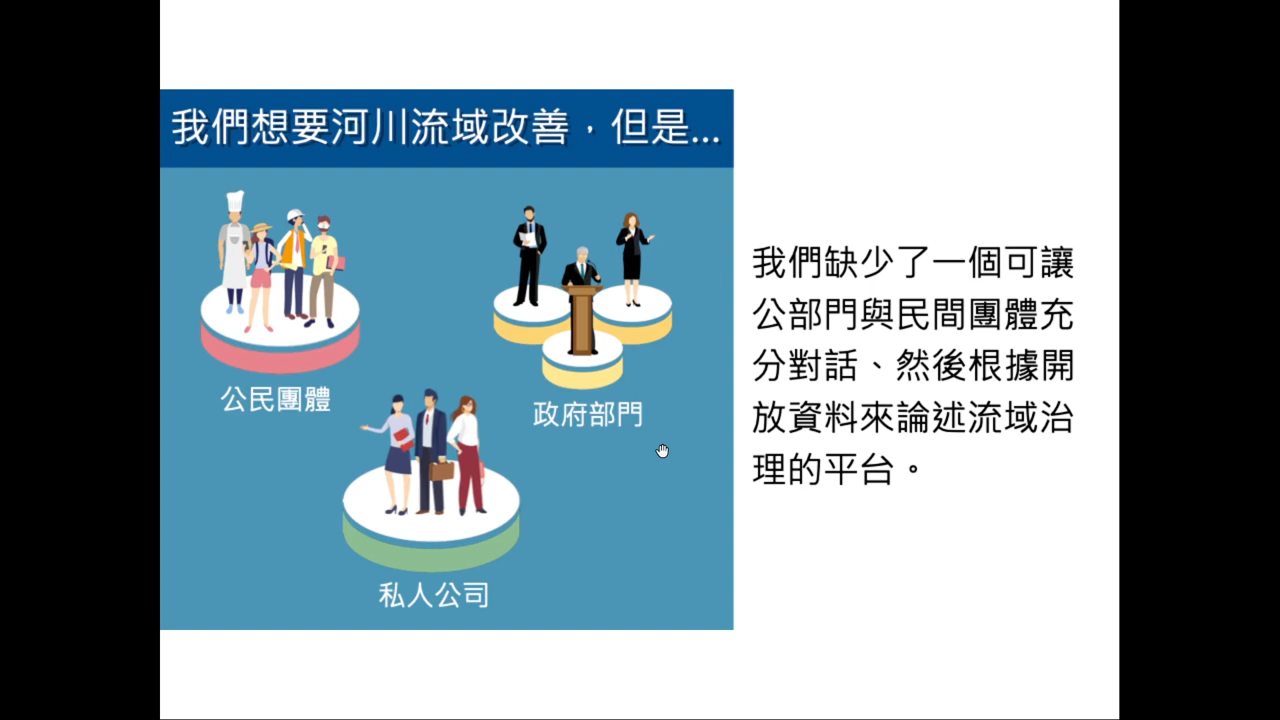 我們想要河川流域改善，但是...
公民團體
政府部門
私人公司
我們缺少了一個可讓
公部門與民間團體充
分對話、然後根據開
放資料來論述流域治
理的平台。